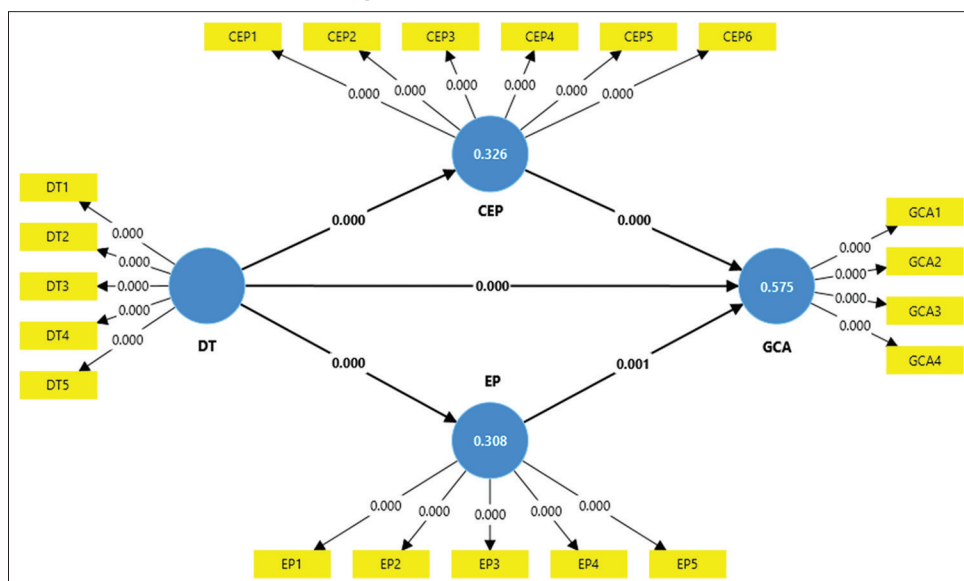 CEP1 CEP2 CEP3 CEP4 CEP5 CEP6
0.000 0.000 0.000 0.000 0.000 0.000
0.326
CEP
DT1
DT2
DT3
DT4
DT5
0.000
0.000
0.000
0.000
0.000
DT
0.000
0.000
0.000
0.000
0.001
EP
0.308
0.575
GCA
0.000
0.000
0.000
0.000
GCA1
GCA2
GCA3
GCA4
0.000 0.000 0.000 0.000 0.000
EP1 EP2 EP3 EP4 EP5